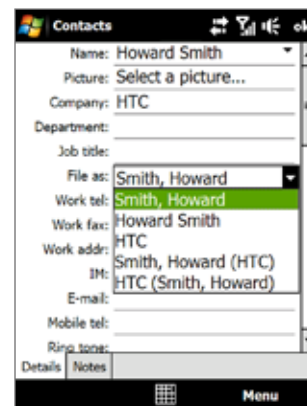 Contacts ok
Name: Howard Smith
Picture: Select a picture...
Company: HTC
Department:
Job title:
File as: Smith, Howard
Work tel: Smith, Howard
Work fax: Howard Smith
Work addr: HTC
IM: Smith, Howard (HTC)
E-mail: HTC (Smith, Howard)
Mobile tel:
Ring tone:
Details Notes
Menu